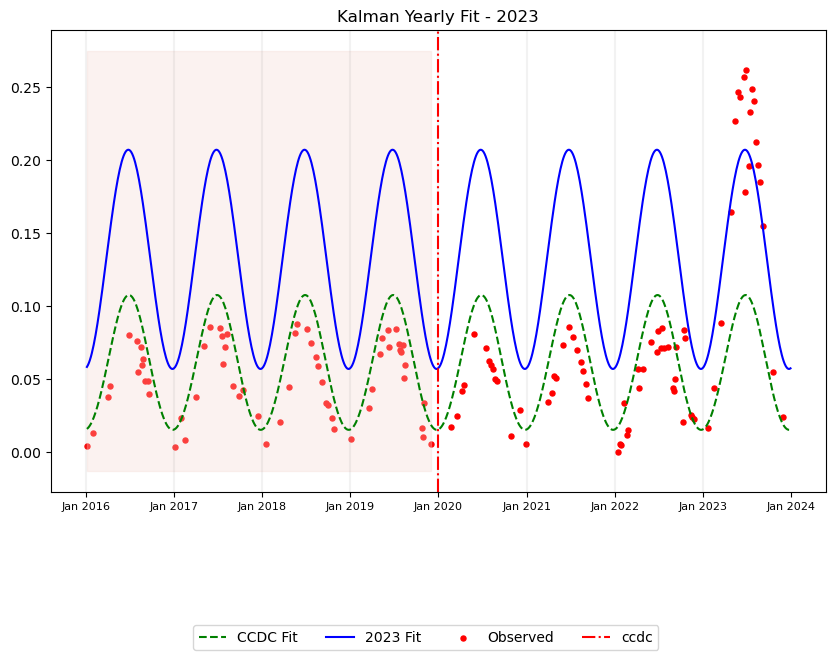 Kalman Yearly Fit - 2023
0.25
0.20
0.15
0.10
0.05
0.00
Jan 2016 Jan 2017 Jan 2018 Jan 2019 Jan 2020 Jan 2021 Jan 2022 Jan 2023 Jan 2024
CCDC Fit 2023 Fit Observed ccdc